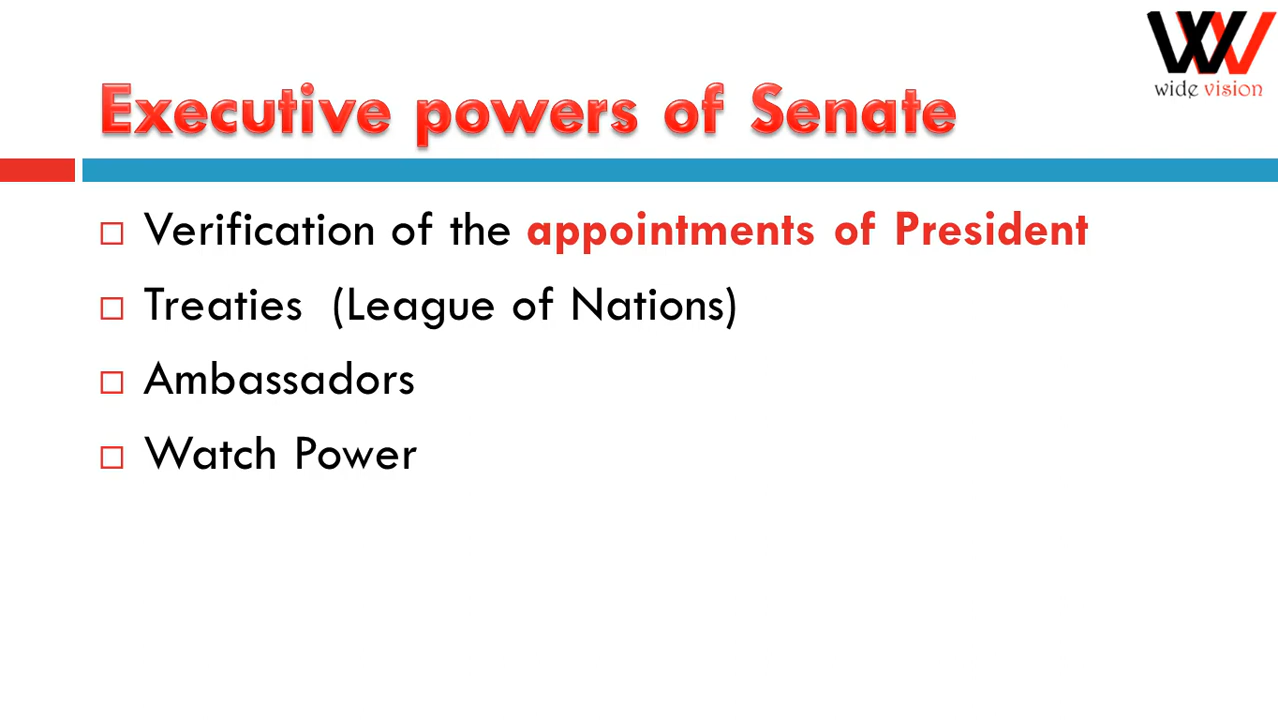 wide vision
Executive powers of Senate
Verification of the appointments of President
Treaties (League of Nations)
Ambassadors
Watch Power